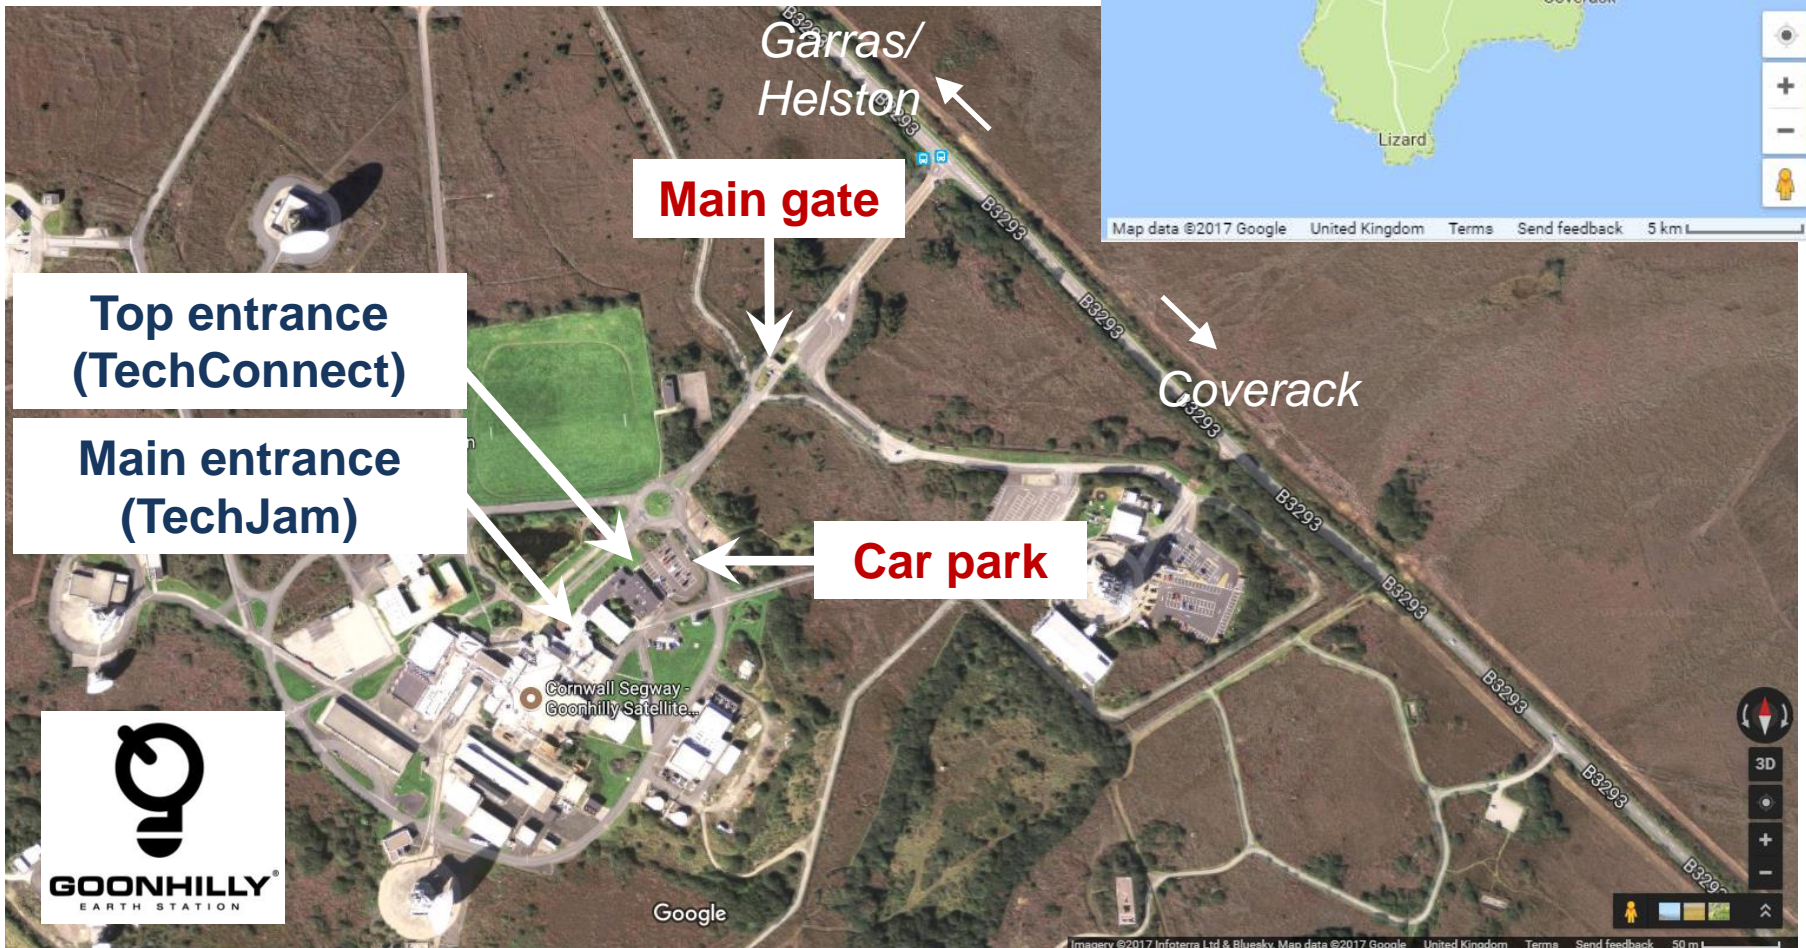 Coverack
Lizard
Map data ©2017 Google United Kingdom Terms Send feedback 5 km
B3293
Garras/
Helston
B3293
Main gate
B3293
Top entrance
(TechConnect)
B3293
Coverack
B3293
Main entrance
(TechJam)
n
B3293
Car park
B3293
Cornwall Segway -
Goonhilly Satellite...
B3293
B3293
3D
GOONHILLY®
EARTH STATION
B3293
Google
Imagery ©2017 Infoterra Ltd & Bluesky, Map data ©2017 Google United Kingdom Terms Send feedback 50 m